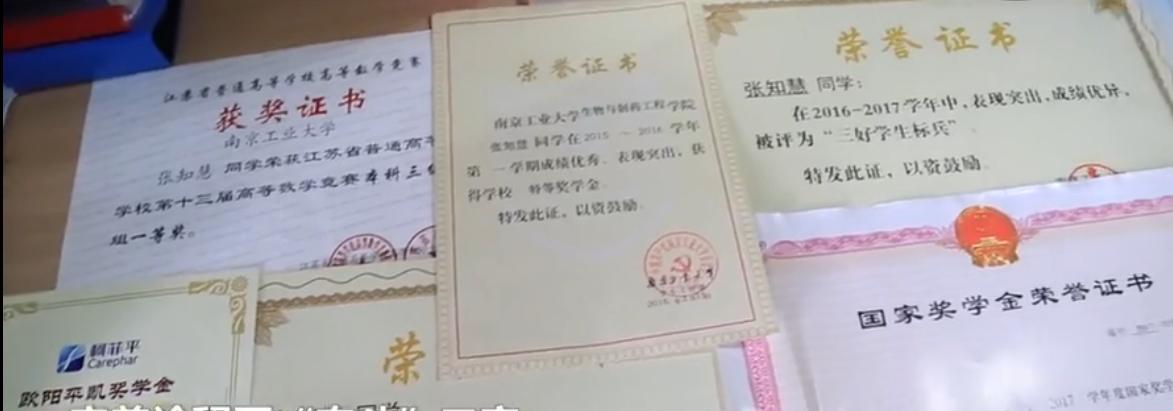 江苏省普通高等学校高等数学竞赛
获奖证书
南京工业大学
张知慧 同学荣获江苏省普通高等
学校第十三届高等数学竞赛本科三级
组一等奖。
荣誉证书
南京工业大学生物与制药工程学院
张知慧 同学在2015 ~ 2016 学年
第一学期成绩优秀、表现突出，获
得学校 特等奖学金。
特发此证，以资鼓励。
荣誉证书
张知慧 同学：
在2016-2017学年中，表现突出，成绩优异，
被评为“三好学生标兵”
特发此证，以资鼓励。
柯菲平
Carephar
欧阳平凯奖学金
荣
国家奖学金荣誉证书
2017 学年度国家奖学